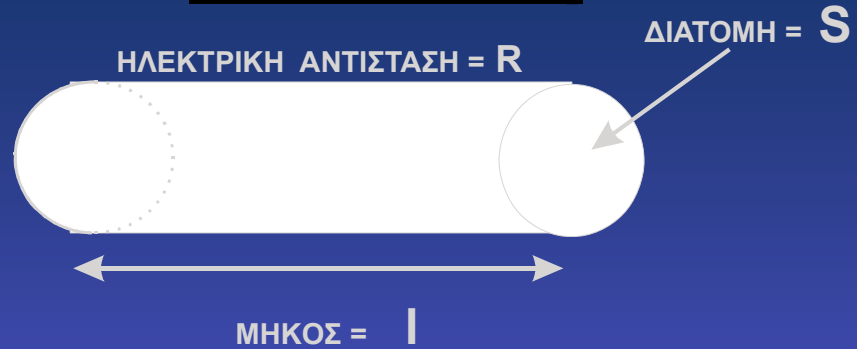 ΔΙΑΤΟΜΗ = S
ΗΛΕΚΤΡΙΚΗ ΑΝΤΙΣΤΑΣΗ = R
ΜΗΚΟΣ = l